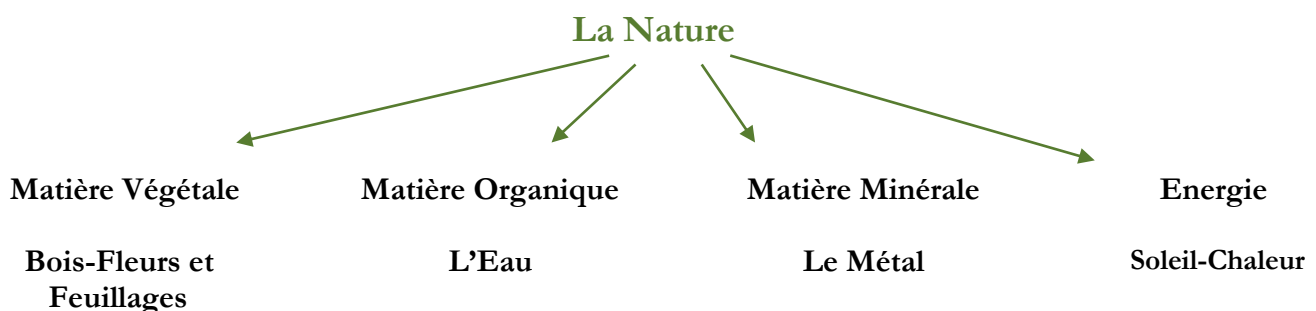 La Nature
Matière Végétale
Matière Organique
Matière Minérale
Energie
Bois-Fleurs et
Feuillages
L’Eau
Le Métal
Soleil-Chaleur